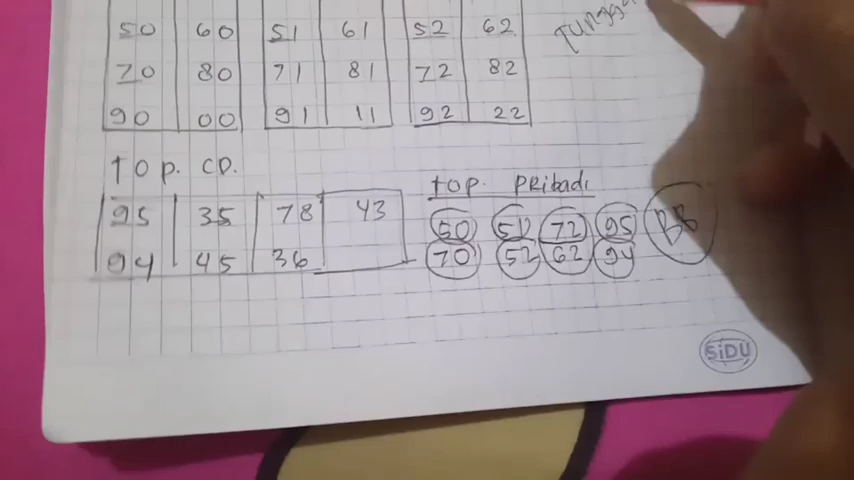 50 60 51 61 52 62
70 80 71 81 72 82
90 00 91 11 92 22
TOP. CD.
95 35 78 43
94 45 36
TOP. PRibadi
50 51 72 95 BB
70 52 62 94
SiDU